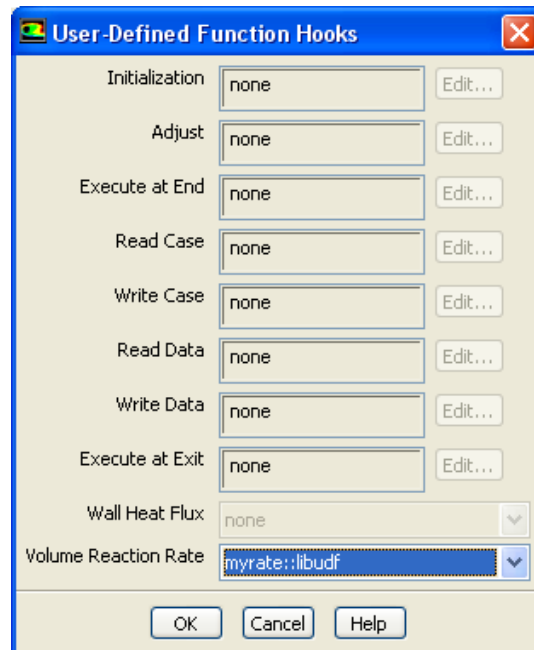 User-Defined Function Hooks
Initialization none Edit...
Adjust none Edit...
Execute at End none Edit...
Read Case none Edit...
Write Case none Edit...
Read Data none Edit...
Write Data none Edit...
Execute at Exit none Edit...
Wall Heat Flux none
Volume Reaction Rate myrate::libudf
OK Cancel Help